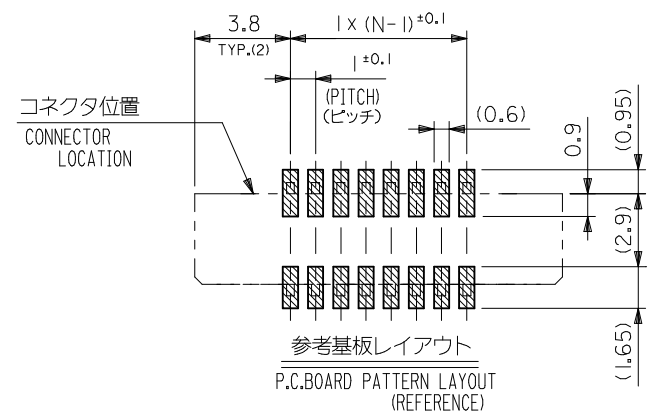 3.8
TYP.(2)
1×(N-1)±0.1
1±0.1
(PITCH)
(ピッチ)
(0.6)
0.9
(0.95)
コネクタ位置
CONNECTOR
LOCATION
(2.9)
(1.65)
参考基板レイアウト
P.C.BOARD PATTERN LAYOUT
(REFERENCE)